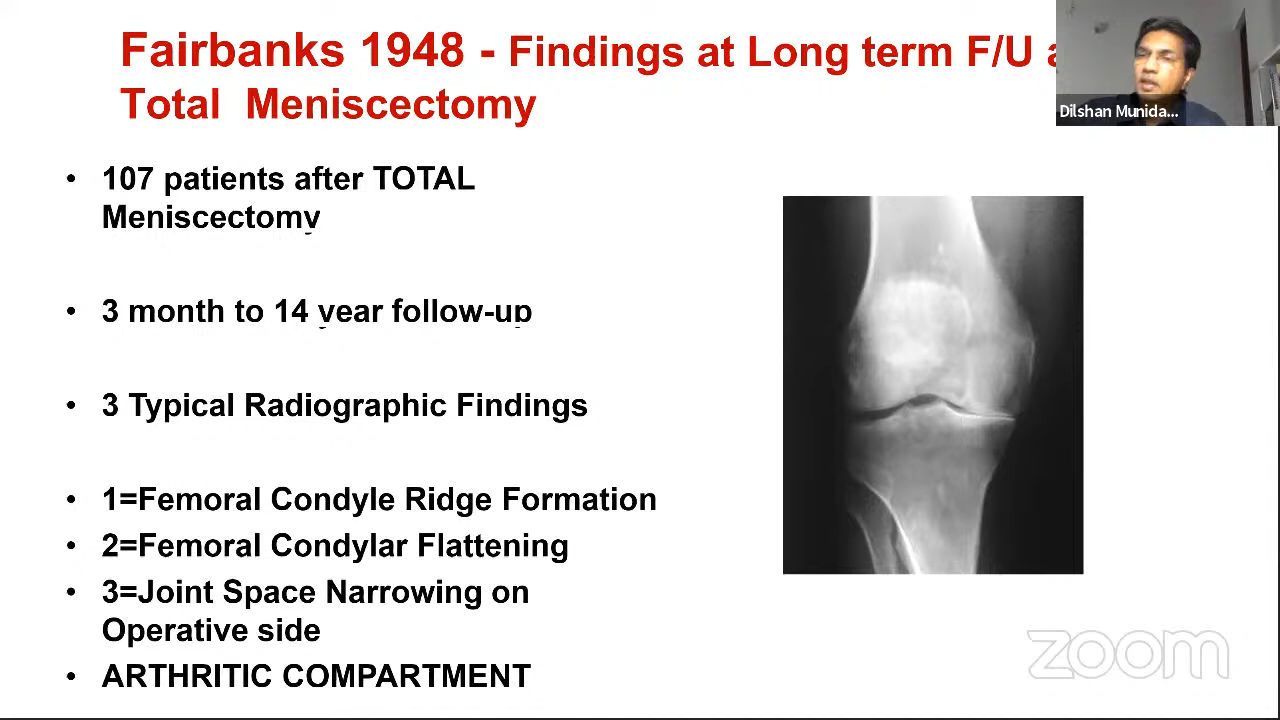 Fairbanks 1948 - Findings at Long term F/U
Total Meniscectomy
Dilshan Munida...
• 107 patients after TOTAL
Meniscectomy
• 3 month to 14 year follow-up
• 3 Typical Radiographic Findings
• 1=Femoral Condyle Ridge Formation
• 2=Femoral Condylar Flattening
• 3=Joint Space Narrowing on
Operative side
• ARTHRITIC COMPARTMENT
zoom